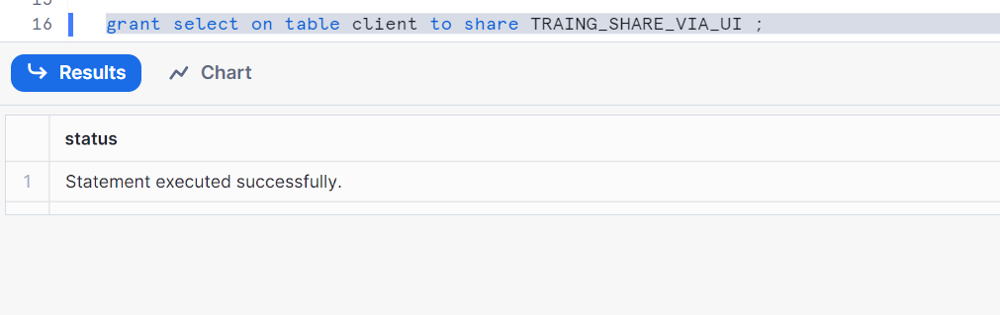 15
16 grant select on table client to share TRAING_SHARE_VIA_UI ;
Results Chart
status
1 Statement executed successfully.